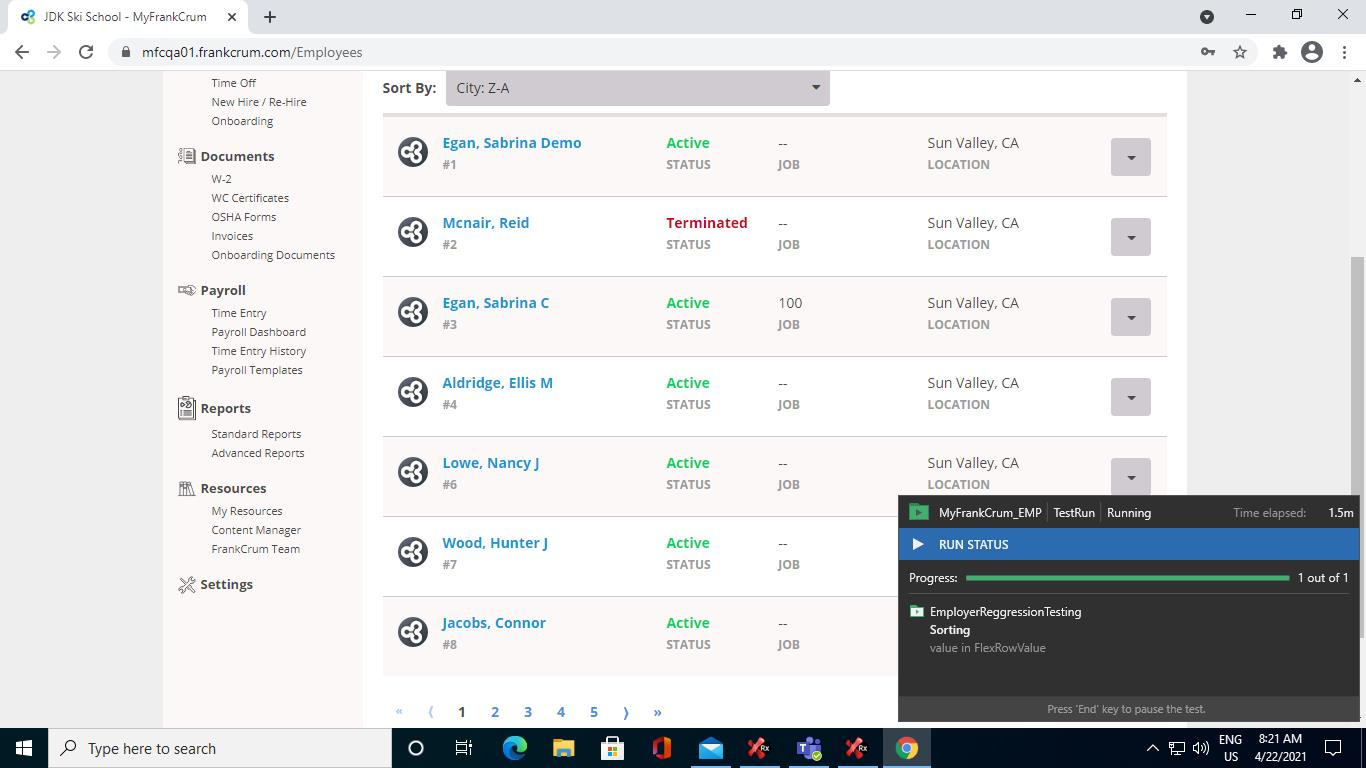 JDK Ski School - MyFrankCrum
mfcqa01.frankcrum.com/Employees
Time Off
New Hire / Re-Hire
Onboarding
Documents
W-2
WC Certificates
OSHA Forms
Invoices
Onboarding Documents
Payroll
Time Entry
Payroll Dashboard
Time Entry History
Payroll Templates
Reports
Standard Reports
Advanced Reports
Resources
My Resources
Content Manager
FrankCrum Team
Settings
Sort By: City: Z-A
Egan, Sabrina Demo Active -- Sun Valley, CA
#1 STATUS JOB LOCATION
Mcnair, Reid Terminated -- Sun Valley, CA
#2 STATUS JOB LOCATION
Egan, Sabrina C Active 100 Sun Valley, CA
#3 STATUS JOB LOCATION
Aldridge, Ellis M Active -- Sun Valley, CA
#4 STATUS JOB LOCATION
Lowe, Nancy J Active -- Sun Valley, CA
#6 STATUS JOB LOCATION
Wood, Hunter J Active --
#7 STATUS JOB
Jacobs, Connor Active --
#8 STATUS JOB
« ⟨ 1 2 3 4 5 ⟩ »
MyFrankCrum_EMP TestRun Running Time elapsed: 1.5m
RUN STATUS
Progress: 1 out of 1
EmployerReggressionTesting
Sorting
value in FlexRowValue
Press 'End' key to pause the test.
Type here to search
Rx
Rx
ENG
US
8:21 AM
4/22/2021